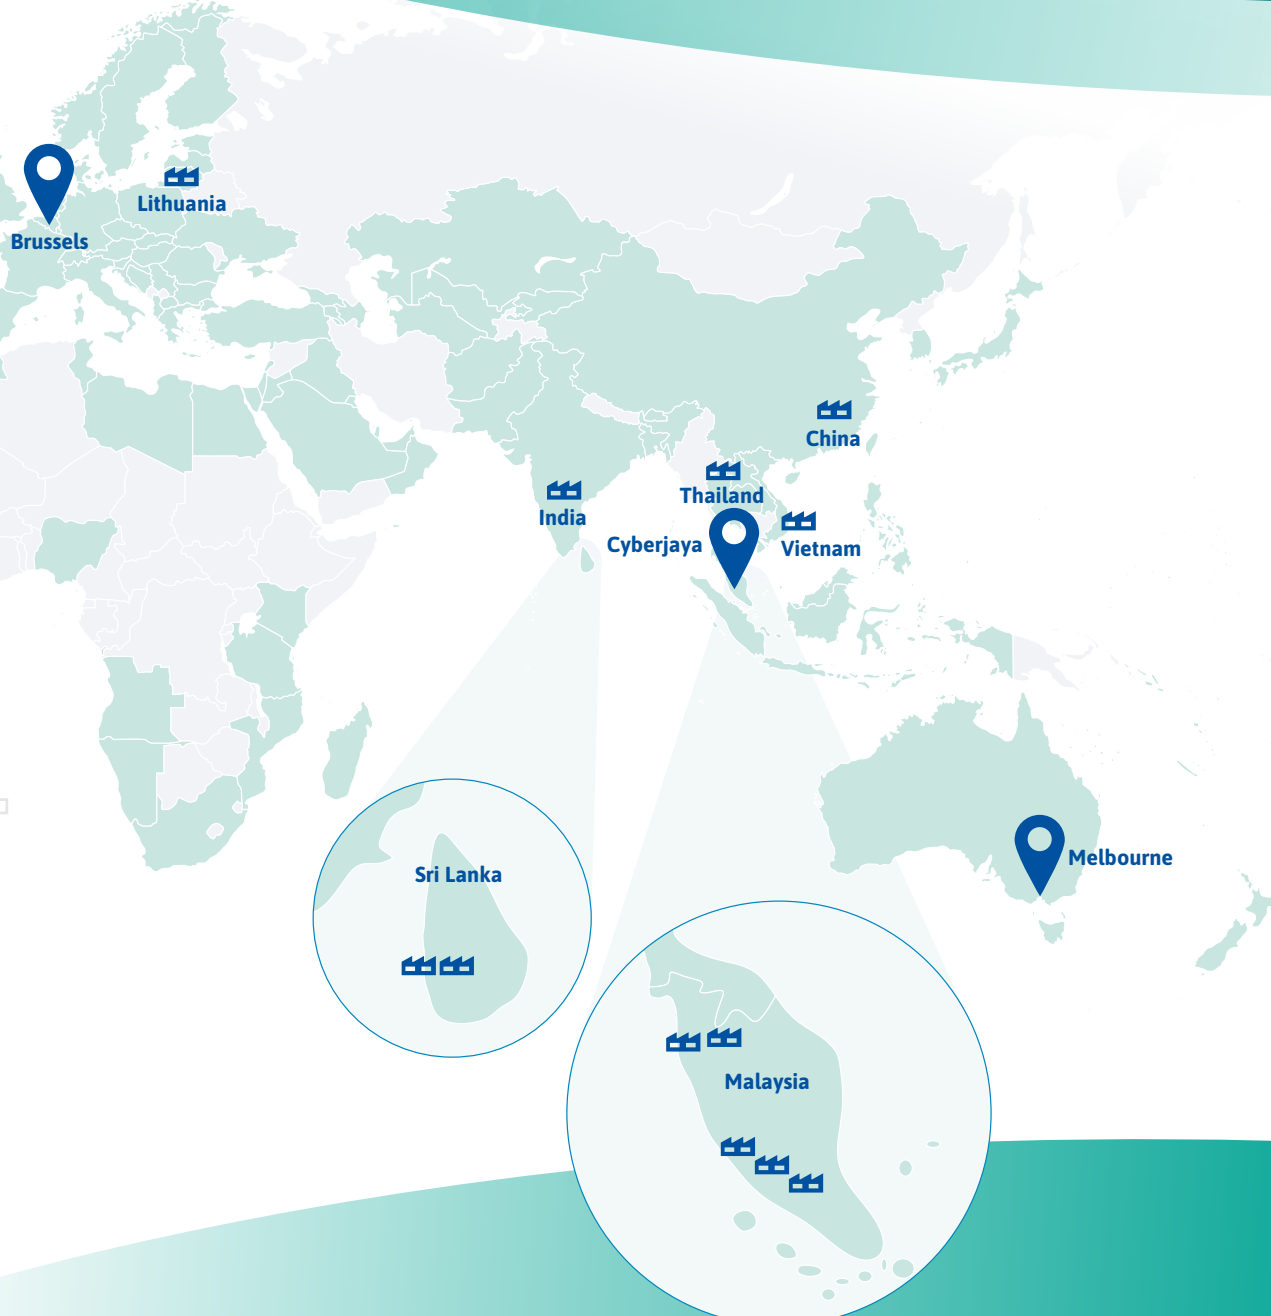 Lithuania
Brussels
China
Thailand
India
Cyberjaya
Vietnam
Melbourne
Sri Lanka
Malaysia